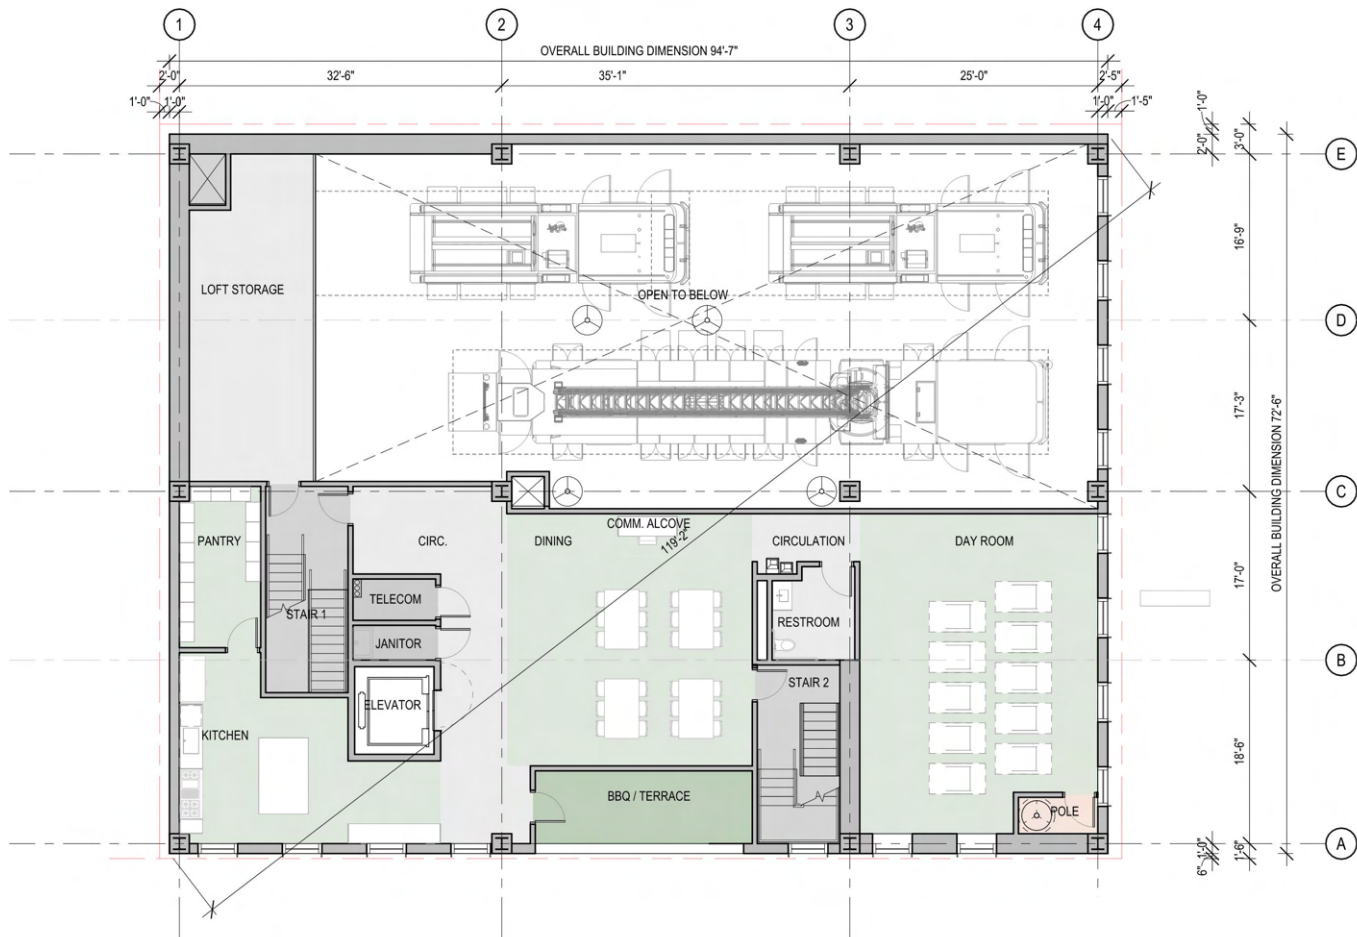 1
2
3
4
OVERALL BUILDING DIMENSION 94'-7"
2'-0"
32'-6"
35'-1"
25'-0"
2'-5"
1'-0"
1'-0"
1'-0"
1'-5"
1'-0"
2'-0"
3'-0"
E
16'-9"
LOFT STORAGE
OPEN TO BELOW
D
17'-3"
OVERALL BUILDING DIMENSION 72'-6"
C
PANTRY
CIRC.
DINING
COMM. ALCOVE
119'-2"
CIRCULATION
DAY ROOM
17'-0"
TELECOM
STAIR 1
RESTROOM
JANITOR
B
STAIR 2
ELEVATOR
KITCHEN
18'-6"
BBQ / TERRACE
POLE
A
1'-0"
6"
1'-6"